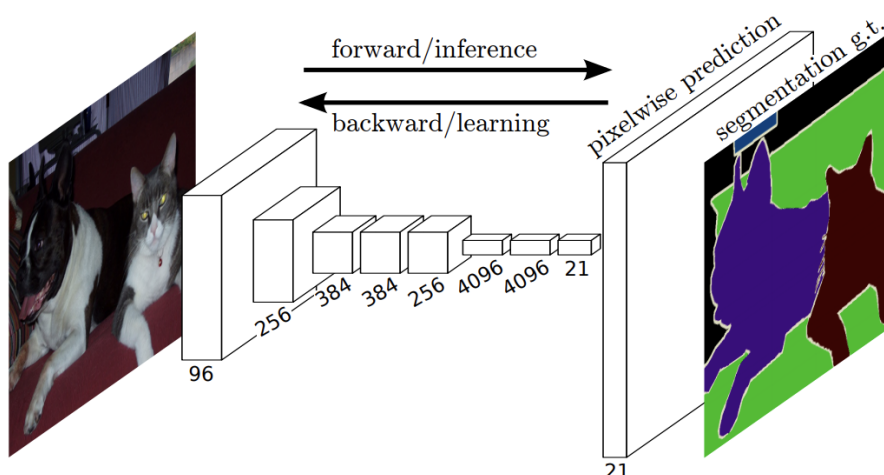 forward/inference
backward/learning
pixelwise prediction
segmentation g.t.
96
256
384
384
256
4096
4096
21
21